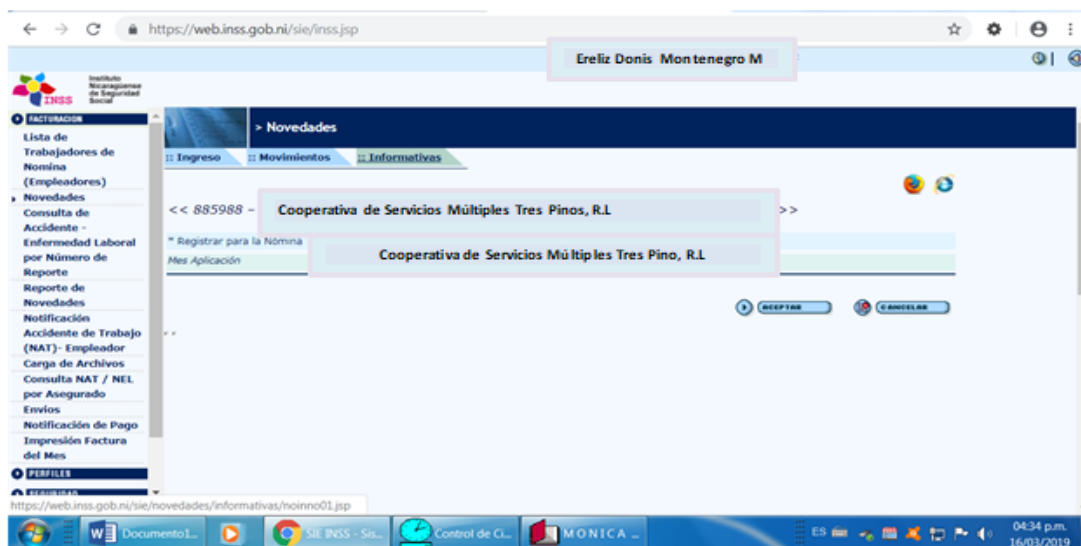 https://web.inss.gob.ni/sie/inss.jsp
Ereliz Donis Montenegro M
Instituto
Nicaragüense
de Seguridad
Social
INSS
FACTURACION
Lista de
Trabajadores de
Nomina
(Empleadores)
Novedades
Consulta de
Accidente -
Enfermedad Laboral
por Número de
Reporte
Reporte de
Novedades
Notificación
Accidente de Trabajo
(NAT)- Empleador
Carga de Archivos
Consulta NAT / NEL
por Asegurado
Envios
Notificación de Pago
Impresión Factura
del Mes
PERFILES
SEGURIDAD
> Novedades
:: Ingreso :: Movimientos :: Informativas
<< 885988 – Cooperativa de Servicios Múltiples Tres Pinos, R.L >>
* Registrar para la Nómina
Cooperativa de Servicios Múltiples Tres Pino, R.L
Mes Aplicación
ACEPTAR CANCELAR
https://web.inss.gob.ni/sie/novedades/informativas/noinno01.jsp
Documento1... SIE INSS - Sis... Control de Ci... M O N I C A ... ES 04:34 p.m.
16/03/2019